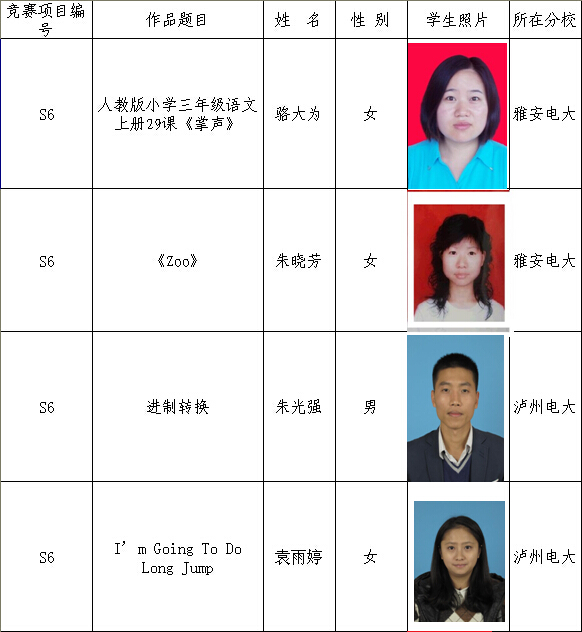 竞赛项目编号 作品题目 姓 名 性 别 学生照片 所在分校
S6 人教版小学三年级语文上册29课《掌声》 骆大为 女 雅安电大
S6 《Zoo》 朱晓芳 女 雅安电大
S6 进制转换 朱光强 男 泸州电大
S6 I’m Going To Do Long Jump 袁雨婷 女 泸州电大